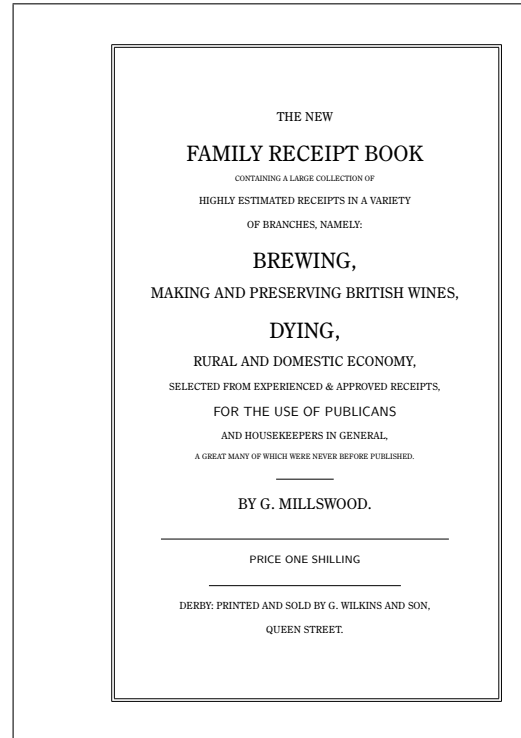 THE NEW
FAMILY RECEIPT BOOK
CONTAINING A LARGE COLLECTION OF
HIGHLY ESTIMATED RECEIPTS IN A VARIETY
OF BRANCHES, NAMELY:
BREWING,
MAKING AND PRESERVING BRITISH WINES,
DYING,
RURAL AND DOMESTIC ECONOMY,
SELECTED FROM EXPERIENCED & APPROVED RECEIPTS,
FOR THE USE OF PUBLICANS
AND HOUSEKEEPERS IN GENERAL,
A GREAT MANY OF WHICH WERE NEVER BEFORE PUBLISHED.
BY G. MILLSWOOD.
PRICE ONE SHILLING
DERBY: PRINTED AND SOLD BY G. WILKINS AND SON,
QUEEN STREET.